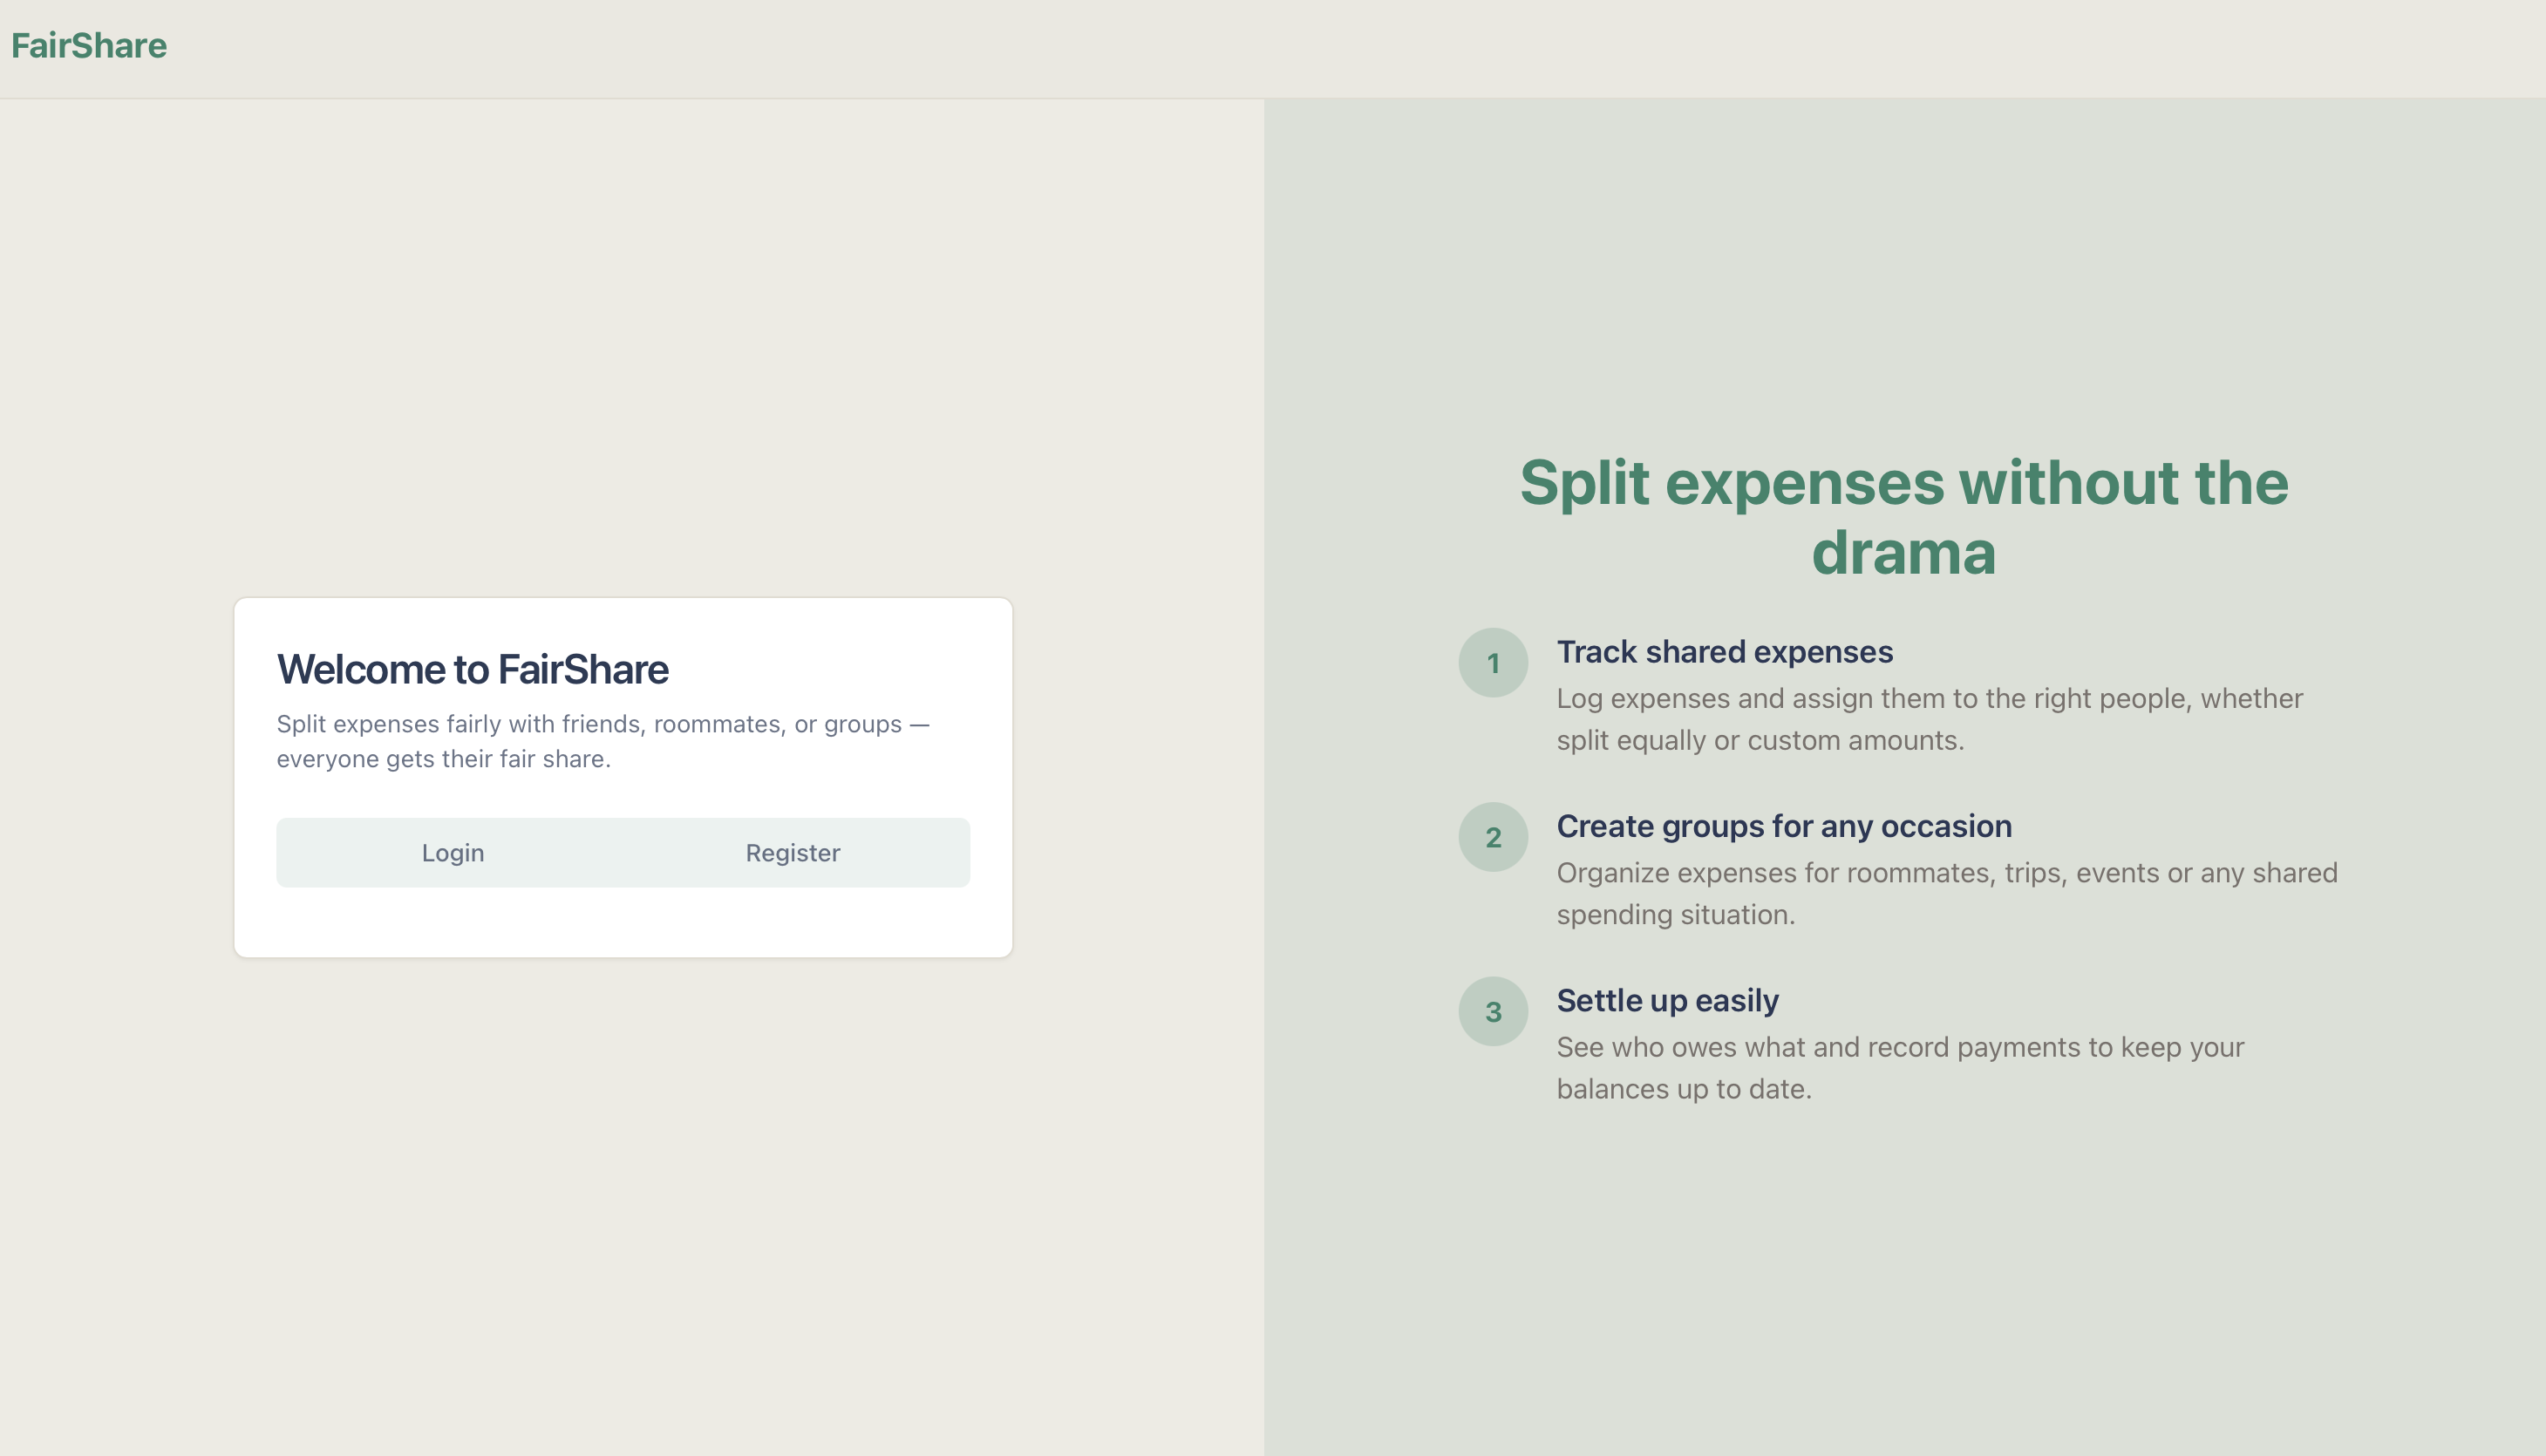 FairShare
Welcome to FairShare
Split expenses fairly with friends, roommates, or groups —
everyone gets their fair share.
Login
Register
Split expenses without the
drama
1
Track shared expenses
Log expenses and assign them to the right people, whether
split equally or custom amounts.
2
Create groups for any occasion
Organize expenses for roommates, trips, events or any shared
spending situation.
3
Settle up easily
See who owes what and record payments to keep your
balances up to date.